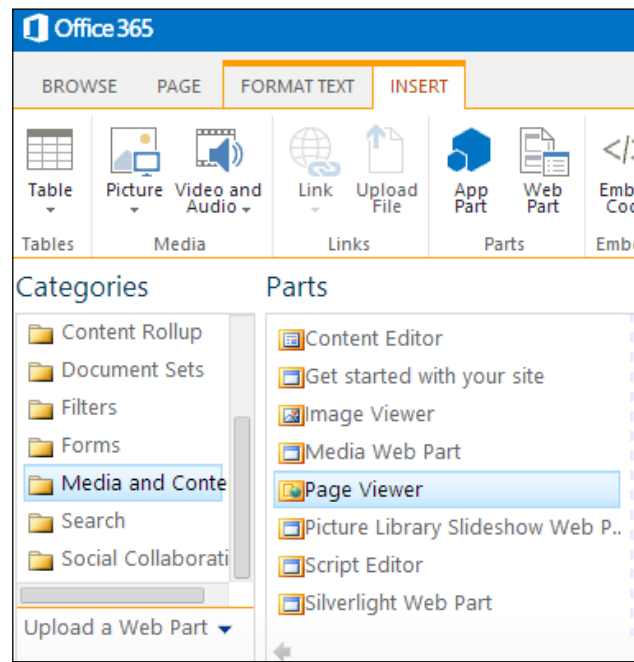 Office 365
BROWSE PAGE FORMAT TEXT INSERT
Table Picture Video and Audio Link Upload File App Part Web Part
Tables Media Links Parts
Categories
Content Rollup
Document Sets
Filters
Forms
Media and Conte
Search
Social Collaborati
Upload a Web Part
Parts
Content Editor
Get started with your site
Image Viewer
Media Web Part
Page Viewer
Picture Library Slideshow Web P..
Script Editor
Silverlight Web Part